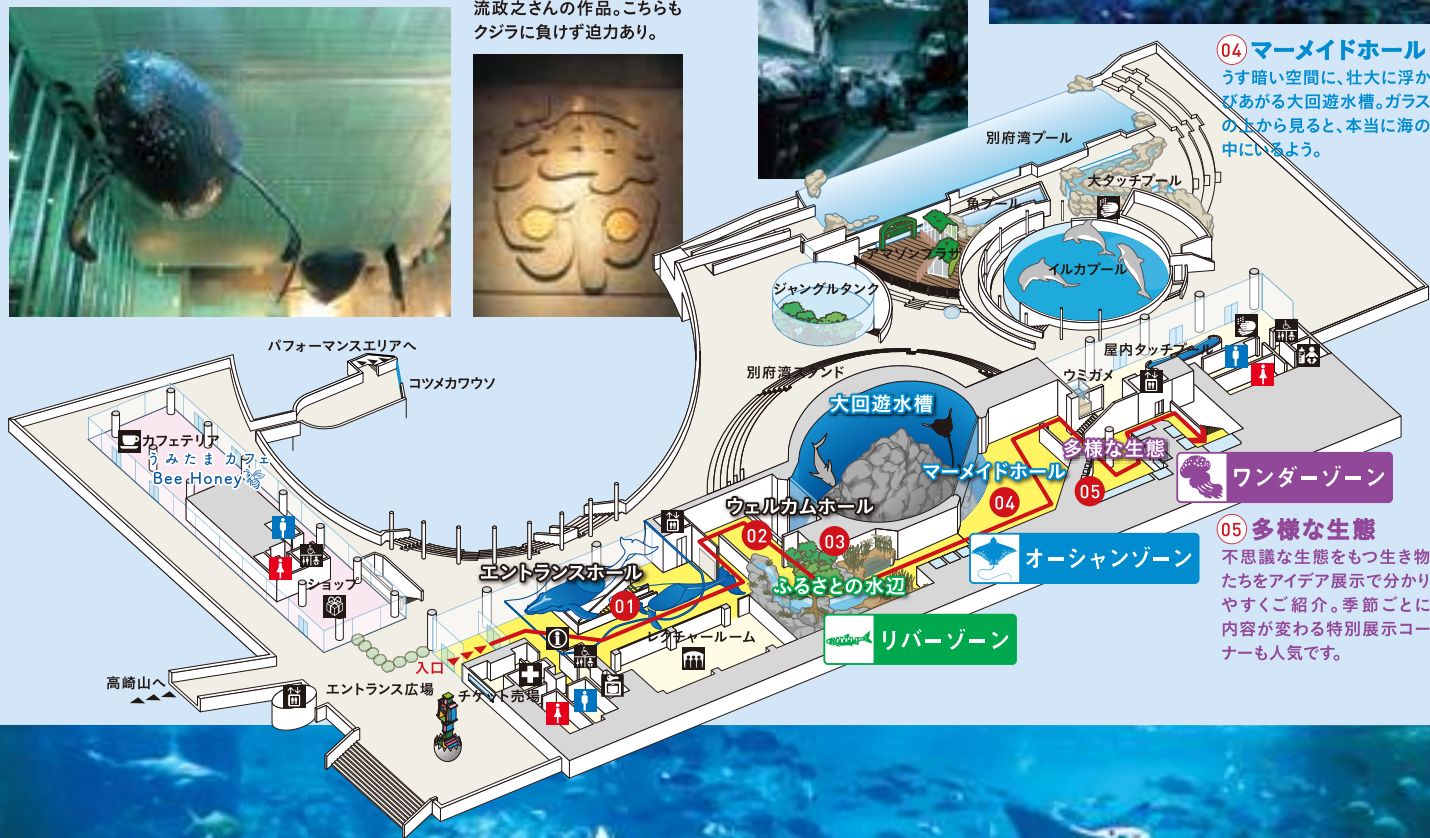 流政之さんの作品。こちらも
クジラに負けず迫力あり。
04 マーメイドホール
うす暗い空間に、壮大に浮か
びあがる大回遊水槽。ガラス
の上から見ると、本当に海の
中にいるよう。
別府湾プール
大タッチプール
魚プール
アマゾンプラザ
イルカプール
ジャングルタンク
パフォーマンスエリアへ
コツメカワウソ
別府湾スタンド
屋内タッチプール
ウミガメ
大回遊水槽
カフェテリア
うみたま カフェ
Bee Honey
多様な生態
05
マーメイドホール
04
ワンダーゾーン
ウェルカムホール
02
03
ふるさとの水辺
オーシャンゾーン
05 多様な生態
不思議な生態をもつ生き物
たちをアイデア展示で分かり
やすくご紹介。季節ごとに
内容が変わる特別展示コー
ナーも人気です。
エントランスホール
01
ショップ
レクチャールーム
リバーゾーン
入口
高崎山へ
エントランス広場
チケット売場